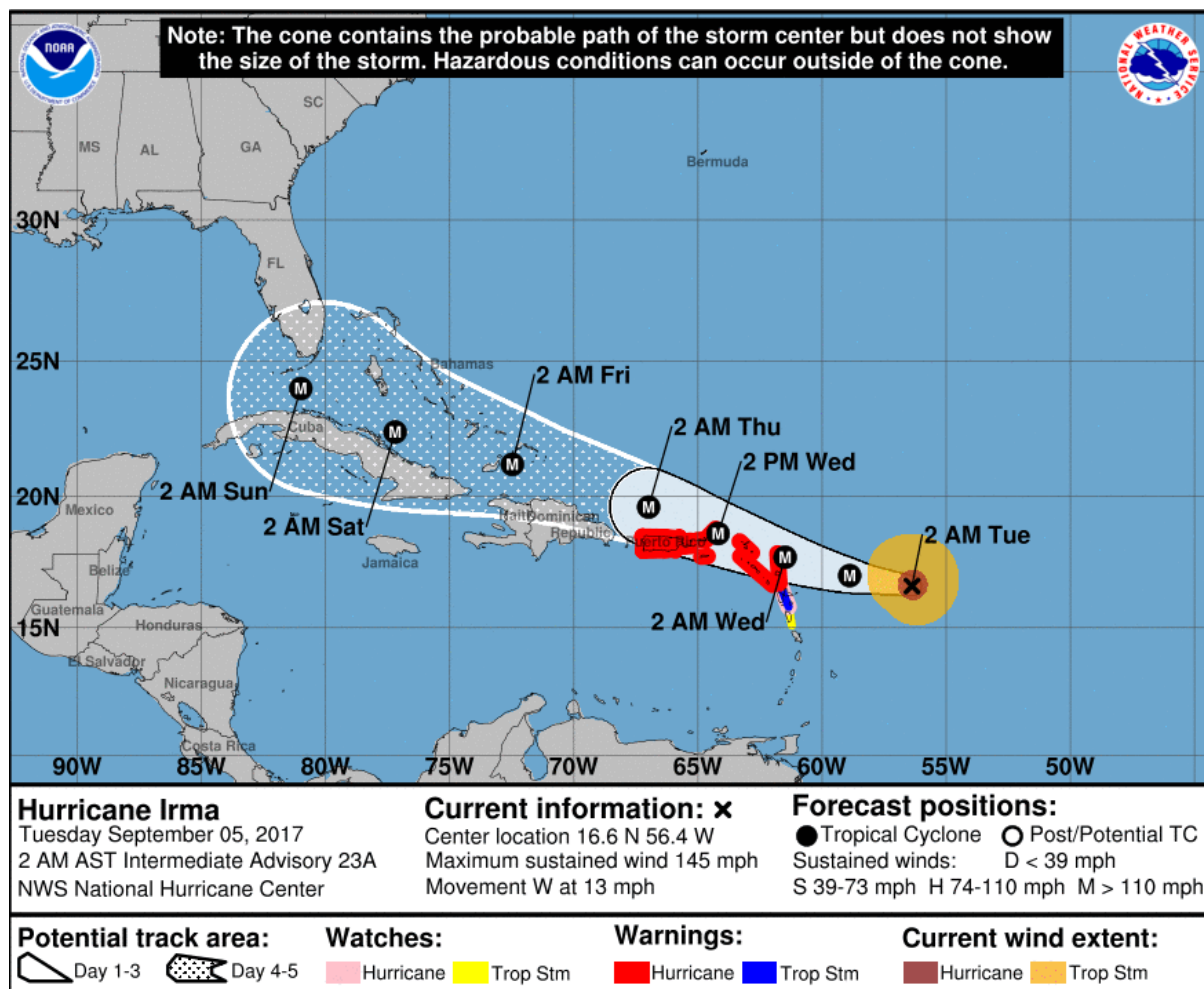 Note: The cone contains the probable path of the storm center but does not show
the size of the storm. Hazardous conditions can occur outside of the cone.
NOAA
NATIONAL WEATHER SERVICE
SC
MS
AL
GA
Bermuda
30N
FL
25N
Bahamas
2 AM Fri
M
M
Cuba
2 AM Thu
M
M
2 PM Wed
2 AM Sun
20N
M
2 AM Sat
Mexico
Haiti
Dominican
Republic
Puerto Rico
M
2 AM Tue
Jamaica
M
M
Belize
Guatemala
15N
Honduras
2 AM Wed
El Salvador
Nicaragua
Costa Rica
90W 85W 80W 75W 70W 65W 60W 55W 50W
Hurricane Irma
Tuesday September 05, 2017
2 AM AST Intermediate Advisory 23A
NWS National Hurricane Center
Current information:
Center location 16.6 N 56.4 W
Maximum sustained wind 145 mph
Movement W at 13 mph
Forecast positions:
Tropical Cyclone Post/Potential TC
Sustained winds: D < 39 mph
S 39-73 mph H 74-110 mph M > 110 mph
Potential track area:
Day 1-3 Day 4-5
Watches:
Hurricane Trop Stm
Warnings:
Hurricane Trop Stm
Current wind extent:
Hurricane Trop Stm